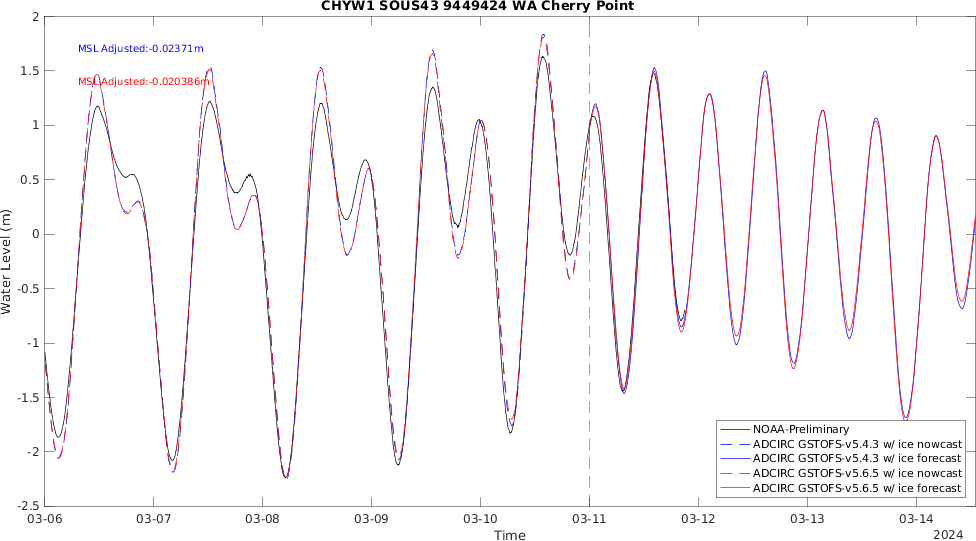 CHYW1 SOUS43 9449424 WA Cherry Point
MSL Adjusted:-0.02371m
MSL Adjusted:-0.020386m
Water Level (m)
2
1.5
1
0.5
0
-0.5
-1
-1.5
-2
-2.5
NOAA-Preliminary
ADCIRC GSTOFS-v5.4.3 w/ ice nowcast
ADCIRC GSTOFS-v5.4.3 w/ ice forecast
ADCIRC GSTOFS-v5.6.5 w/ ice nowcast
ADCIRC GSTOFS-v5.6.5 w/ ice forecast
03-06 03-07 03-08 03-09 03-10 03-11 03-12 03-13 03-14
Time
2024